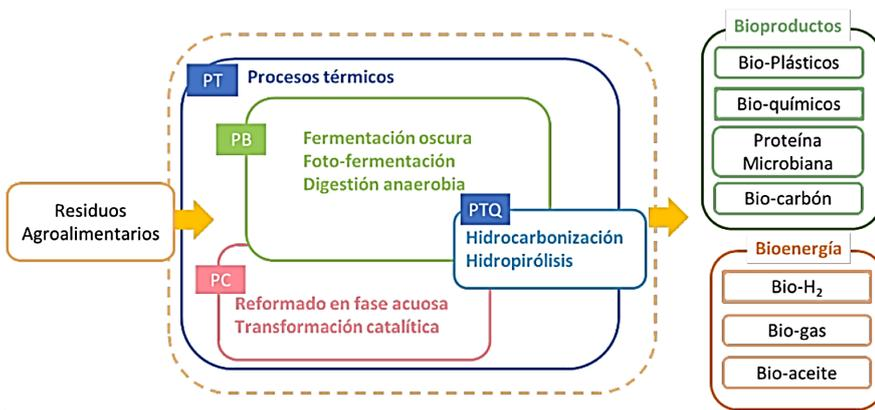 Residuos
Agroalimentarios
PT
Procesos térmicos
PB
Fermentación oscura
Foto-fermentación
Digestión anaerobia
PTQ
Hidrocarbonización
Hidropirólisis
PC
Reformado en fase acuosa
Transformación catalítica
Bioproductos
Bio-Plásticos
Bio-químicos
Proteína
Microbiana
Bio-carbón
Bioenergía
Bio-H₂
Bio-gas
Bio-aceite